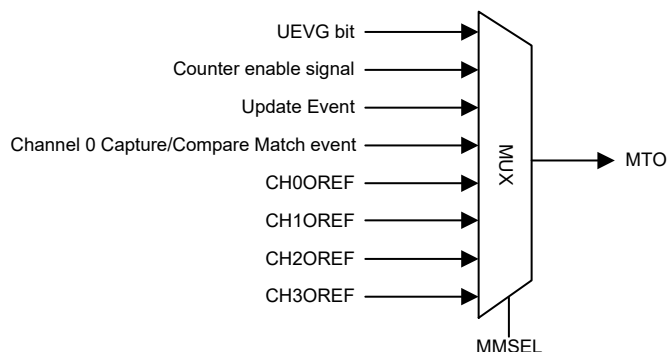 UEVG bit
Counter enable signal
Update Event
Channel 0 Capture/Compare Match event
CH0OREF
CH1OREF
CH2OREF
CH3OREF
MUX
MTO
MMSEL